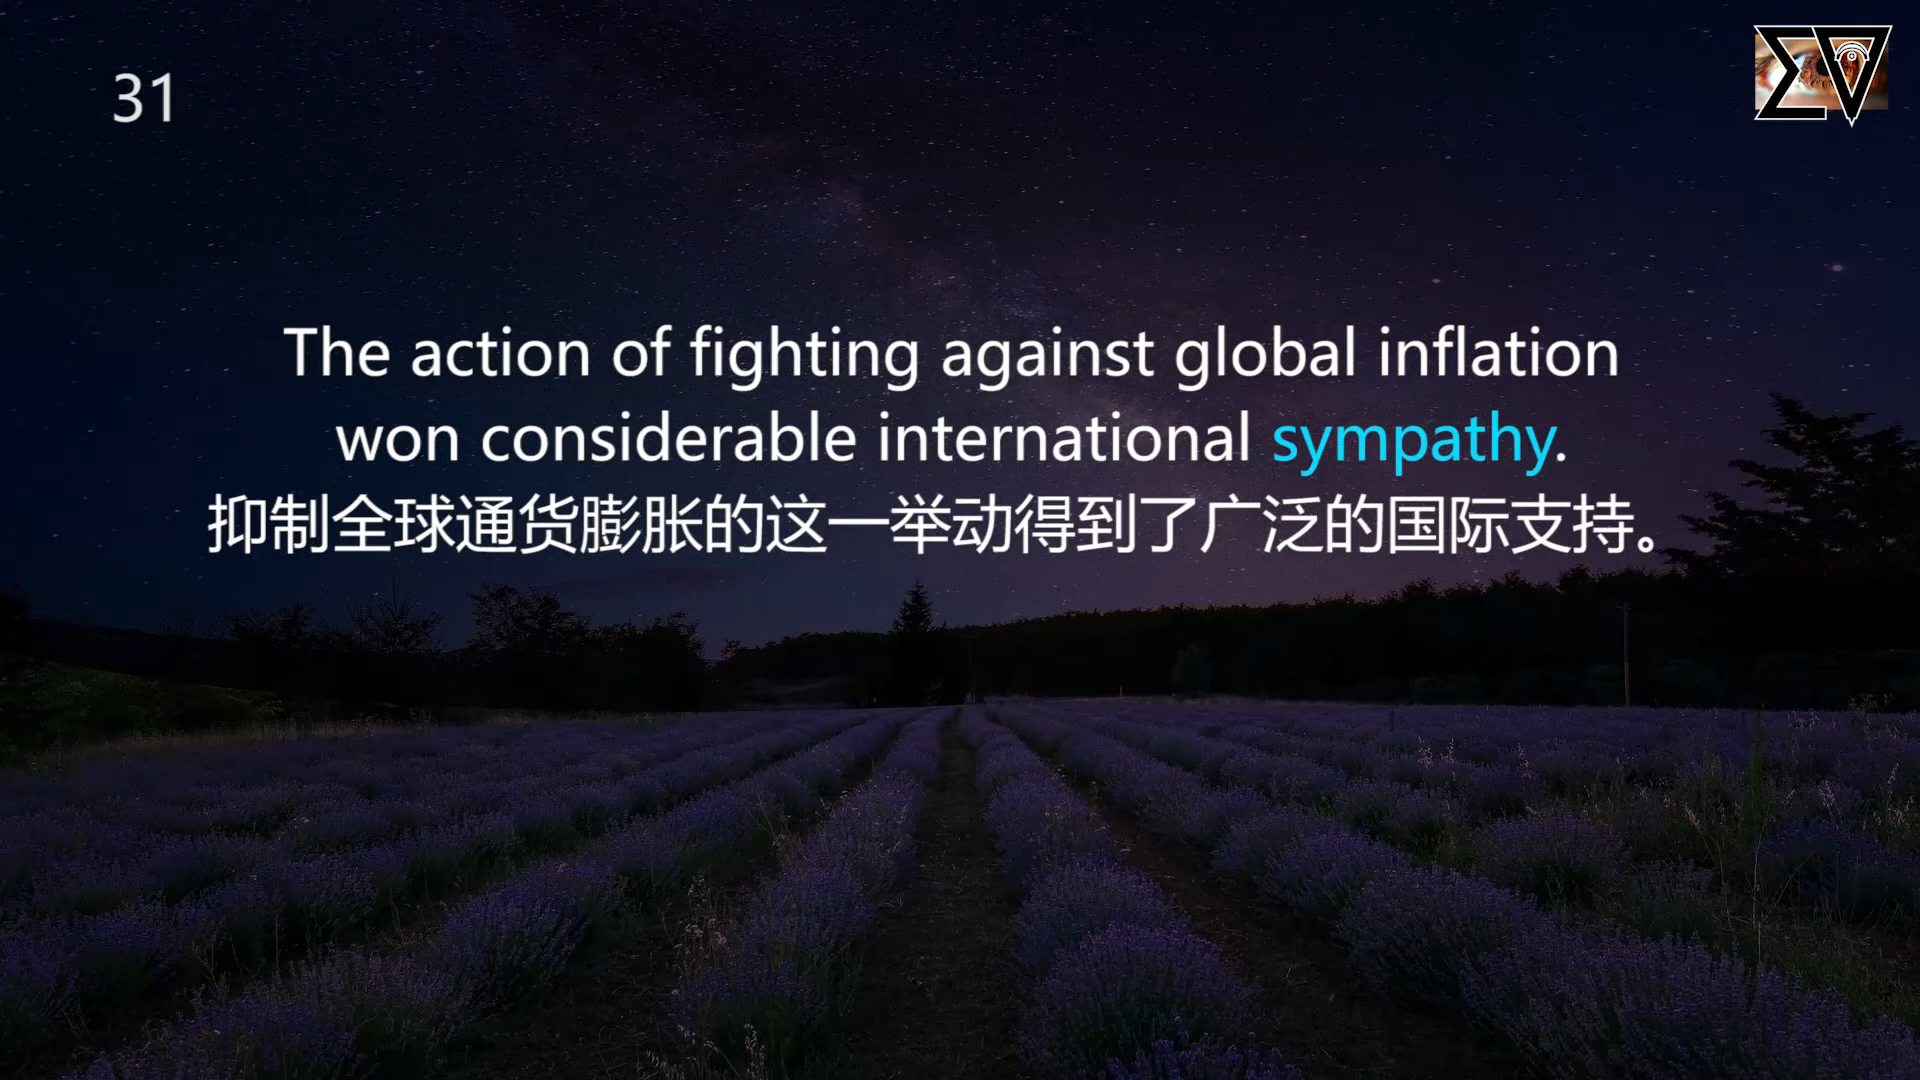 31
The action of fighting against global inflation
won considerable international sympathy.
抑制全球通货膨胀的这一举动得到了广泛的国际支持。